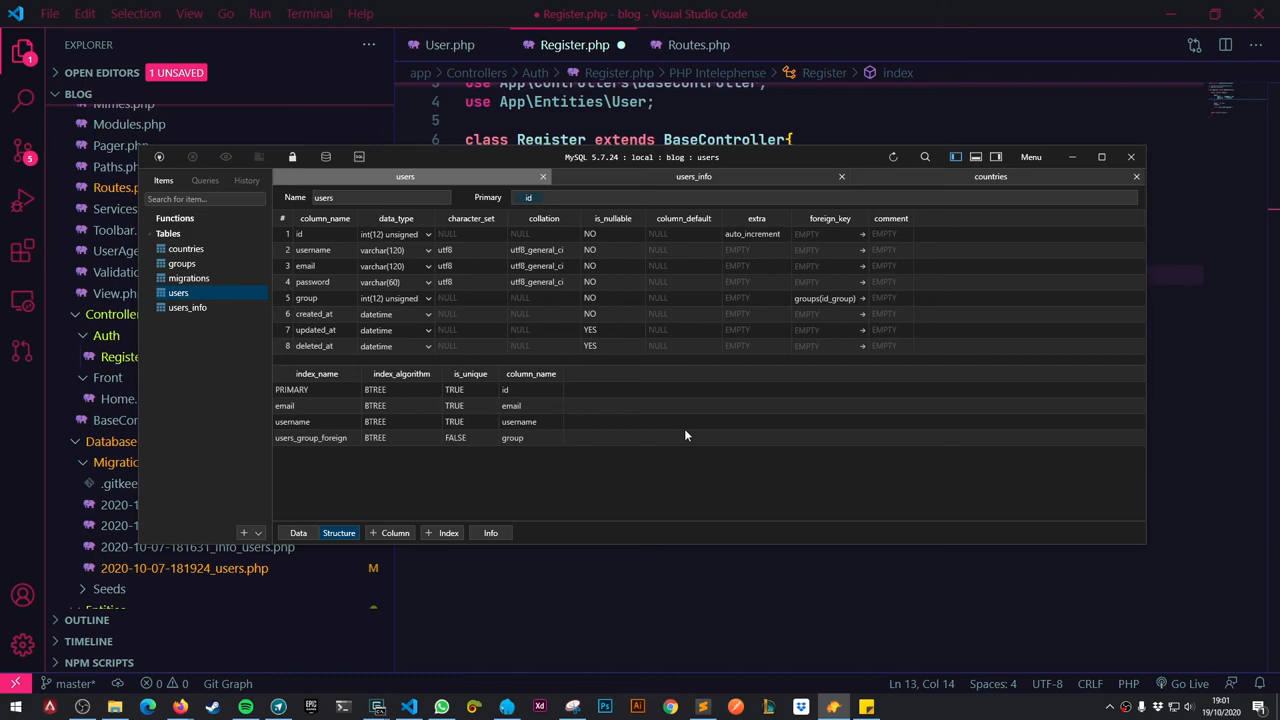 File Edit Selection View Go Run Terminal Help
● Register.php - blog - Visual Studio Code
EXPLORER
OPEN EDITORS 1 UNSAVED
BLOG
Mimes.php
Modules.php
Pager.php
Paths.
Routes.
Services
Toolbar.
UserAge
Validatio
View.ph
Controller
Auth
Registe
Front
Home.
BaseCon
Database
Migratio
.gitkee
2020-1
2020-1
2020-10-07-181631_info_users.php
2020-10-07-181924_users.php M
Seeds
Entities
OUTLINE
TIMELINE
NPM SCRIPTS
User.php Register.php Routes.php
app > Controllers > Auth > Register.php > PHP Intelephense > Register > index
3 use App\Controllers\BaseController;
4 use App\Entities\User;
5
6 class Register extends BaseController{
MySQL 5.7.24 : local : blog : users
Menu
Items Queries History
Search for item...
Functions
Tables
countries
groups
migrations
users
users_info
users users_info countries
Name users Primary id
# column_name data_type character_set collation is_nullable column_default extra foreign_key comment
1 id int(12) unsigned NULL NULL NO NULL auto_increment EMPTY EMPTY
2 username varchar(120) utf8 utf8_general_ci NO NULL EMPTY EMPTY EMPTY
3 email varchar(120) utf8 utf8_general_ci NO NULL EMPTY EMPTY EMPTY
4 password varchar(60) utf8 utf8_general_ci NO NULL EMPTY EMPTY EMPTY
5 group int(12) unsigned NULL NULL NO NULL EMPTY groups(id_group) EMPTY
6 created_at datetime NULL NULL NO NULL EMPTY EMPTY EMPTY
7 updated_at datetime NULL NULL YES NULL EMPTY EMPTY EMPTY
8 deleted_at datetime NULL NULL YES NULL EMPTY EMPTY EMPTY
index_name index_algorithm is_unique column_name
PRIMARY BTREE TRUE id
email BTREE TRUE email
username BTREE TRUE username
users_group_foreign BTREE FALSE group
Data Structure + Column + Index Info
master* 0 0 Git Graph
Ln 13, Col 14 Spaces: 4 UTF-8 CRLF PHP Go Live
19:01
19/10/2020